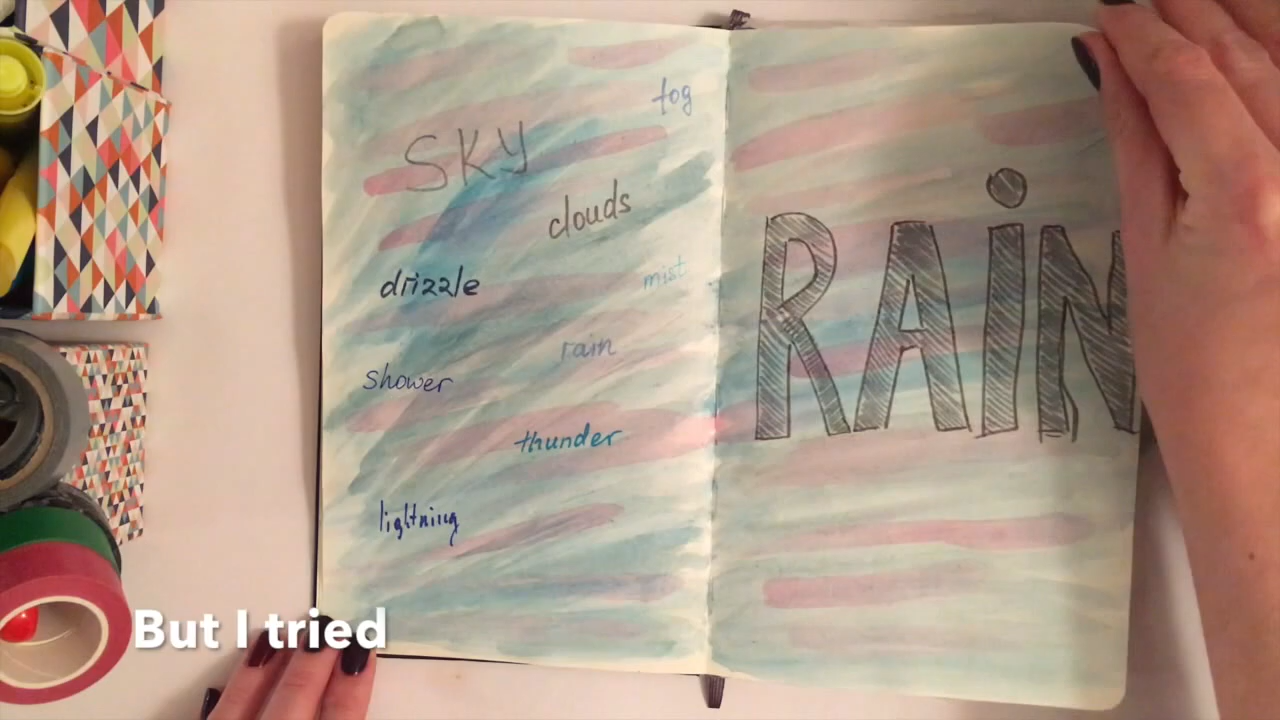 fog
SKY
clouds
mist
drizzle
rain
shower
thunder
lightning
RAiN
But I tried